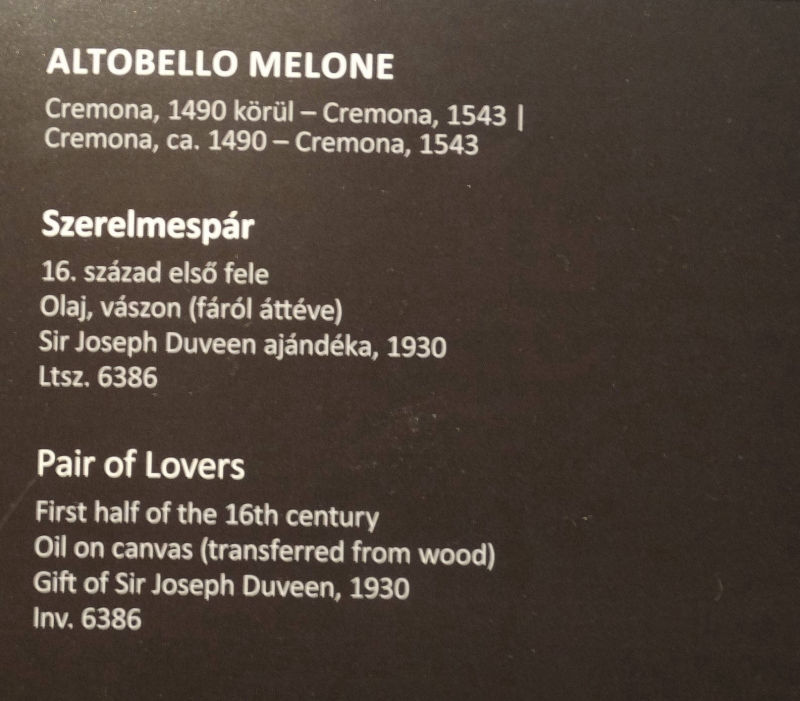 ALTOBELLO MELONE
Cremona, 1490 körül – Cremona, 1543 |
Cremona, ca. 1490 – Cremona, 1543
Szerelmespár
16. század első fele
Olaj, vászon (fáról áttéve)
Sir Joseph Duveen ajándéka, 1930
Ltsz. 6386
Pair of Lovers
First half of the 16th century
Oil on canvas (transferred from wood)
Gift of Sir Joseph Duveen, 1930
Inv. 6386